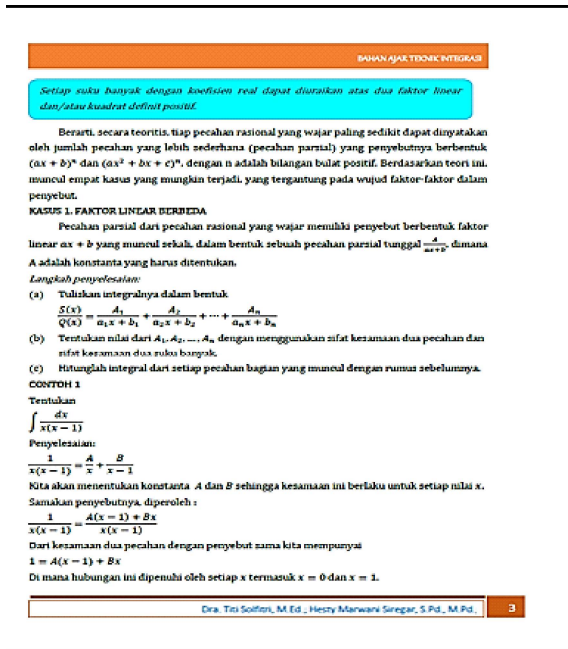 BAHAN AJAR TEKNIK INTEGRASI
Setiap suku banyak dengan koefisien real dapat diuraikan atas dua faktor linear
dan/atau kuadrat definit positif.
Berarti, secara teoritis, tiap pecahan rasional yang wajar paling sedikit dapat dinyatakan
oleh jumlah pecahan yang lebih sederhana (pecahan parsial) yang penyebutnya berbentuk
(ax + b)ⁿ dan (ax² + bx + c)ⁿ, dengan n adalah bilangan bulat positif. Berdasarkan teori ini,
muncul empat kasus yang mungkin terjadi, yang tergantung pada wujud faktor-faktor dalam
penyebut.
KASUS 1. FAKTOR LINEAR BERBEDA
Pecahan parsial dari pecahan rasional yang wajar memiliki penyebut berbentuk faktor
linear ax + b yang muncul sekali, dalam bentuk sebuah pecahan parsial tunggal A/(ax+b), dimana
A adalah konstanta yang harus ditentukan.
Langkah penyelesaian:
(a) Tuliskan integralnya dalam bentuk
S(x)/Q(x) = A₁/(a₁x + b₁) + A₂/(a₂x + b₂) + ⋯ + Aₙ/(aₙx + bₙ)
(b) Tentukan nilai dari A₁, A₂, ..., Aₙ dengan menggunakan sifat kesamaan dua pecahan dan
sifat kesamaan dua suku banyak.
(c) Hitunglah integral dari setiap pecahan bagian yang muncul dengan rumus sebelumnya.
CONTOH 1
Tentukan
∫ dx/(x(x − 1))
Penyelesaian:
1/(x(x − 1)) = A/x + B/(x − 1)
Kita akan menentukan konstanta A dan B sehingga kesamaan ini berlaku untuk setiap nilai x.
Samakan penyebutnya, diperoleh :
1/(x(x − 1)) = (A(x − 1) + Bx)/(x(x − 1))
Dari kesamaan dua pecahan dengan penyebut sama kita mempunyai
1 = A(x − 1) + Bx
Di mana hubungan ini dipenuhi oleh setiap x termasuk x = 0 dan x = 1.
Dra. Titi Solfitri, M.Ed ; Hesty Marwani Siregar, S.Pd., M.Pd. 3